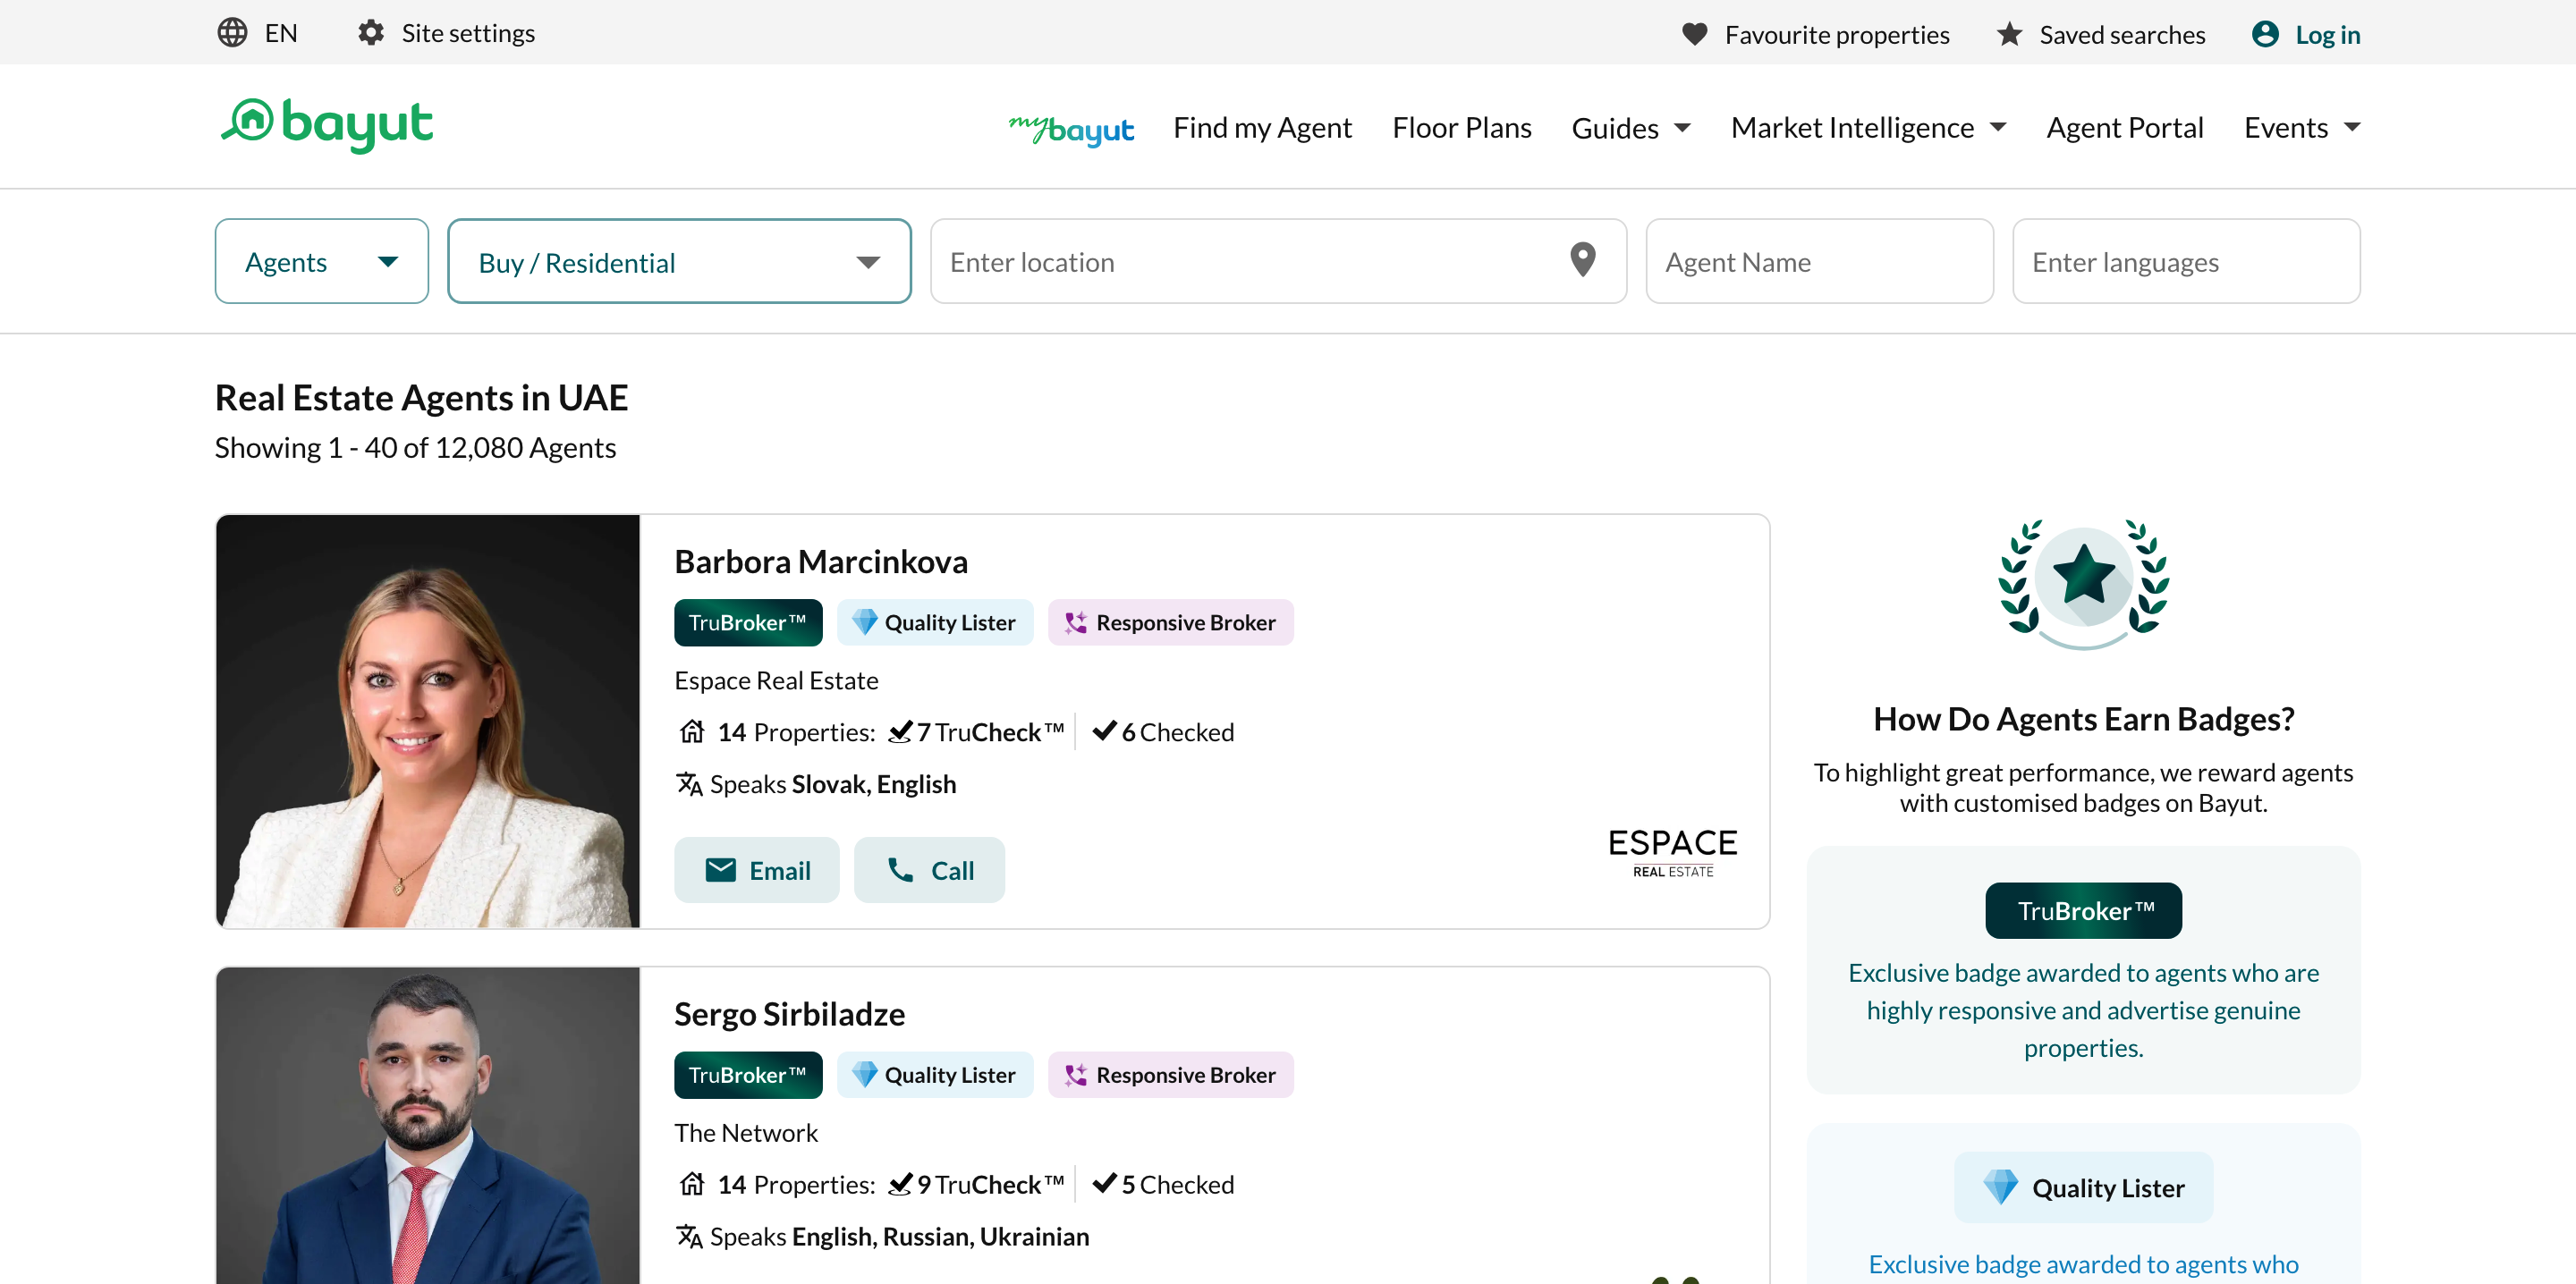 EN
Site settings
Favourite properties
Saved searches
Log in
bayut
mybayut
Find my Agent
Floor Plans
Guides
Market Intelligence
Agent Portal
Events
Agents
Buy / Residential
Enter location
Agent Name
Enter languages
Real Estate Agents in UAE
Showing 1 - 40 of 12,080 Agents
Barbora Marcinkova
TruBroker™
Quality Lister
Responsive Broker
Espace Real Estate
14 Properties: 7 TruCheck™ 6 Checked
Speaks Slovak, English
Email
Call
ESPACE
REAL ESTATE
Sergo Sirbiladze
TruBroker™
Quality Lister
Responsive Broker
The Network
14 Properties: 9 TruCheck™ 5 Checked
Speaks English, Russian, Ukrainian
How Do Agents Earn Badges?
To highlight great performance, we reward agents
with customised badges on Bayut.
TruBroker™
Exclusive badge awarded to agents who are
highly responsive and advertise genuine
properties.
Quality Lister
Exclusive badge awarded to agents who